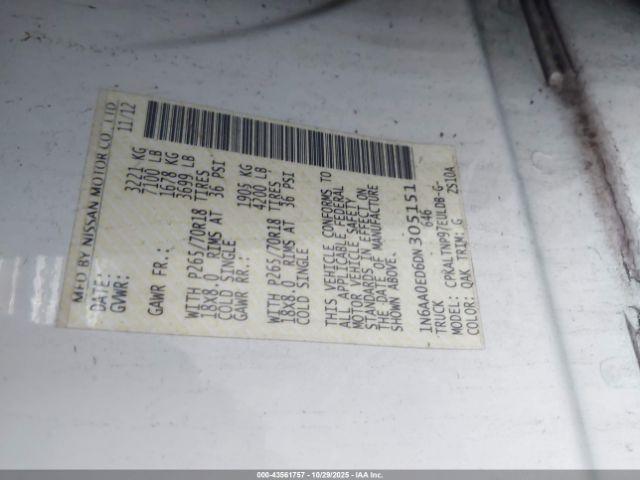 MFD BY NISSAN MOTOR CO., LTD
DATE: 11/12
GVWR: 3221 KG
7100 LB
GAWR FR.: 1678 KG
3699 LB
WITH P265/70R18 TIRES,
18X8.0 RIMS AT 36 PSI
COLD SINGLE
GAWR RR.: 1905 KG
4200 LB
WITH P265/70R18 TIRES,
18X8.0 RIMS AT 36 PSI
COLD SINGLE
THIS VEHICLE CONFORMS TO
ALL APPLICABLE FEDERAL
MOTOR VEHICLE SAFETY
STANDARDS IN EFFECT ON
THE DATE OF MANUFACTURE
SHOWN ABOVE.
1N6AA0ED6DN305151
TRUCK 646
MODEL: CPKALTNP97EULDB-G-
COLOR: QAK TRIM: G 2S10A
000-43561757 - 10/29/2025 - IAAI.com